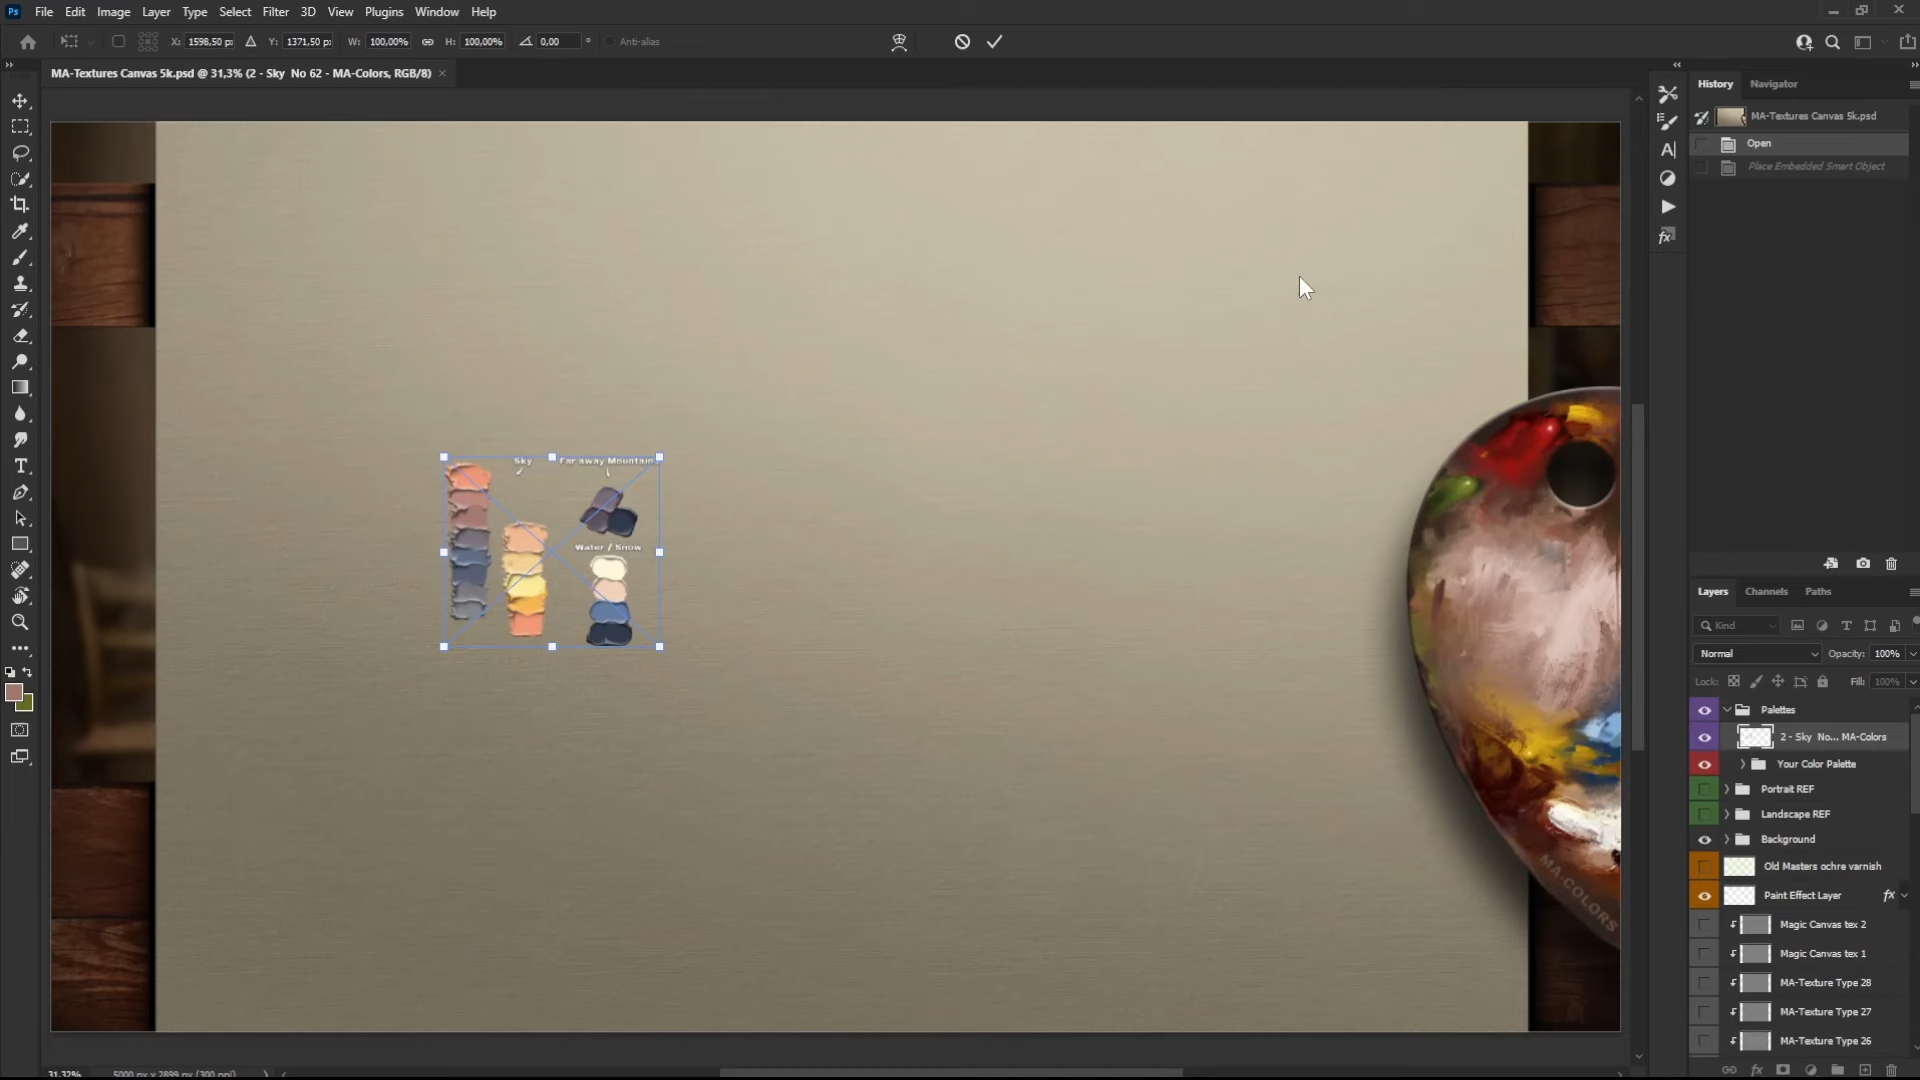 Ps File Edit Image Layer Type Select Filter 3D View Plugins Window Help
X: 1598,50 p: Y: 1371,50 p: W: 100,00% H: 100,00% 0,00 ° Anti-alias
MA-Textures Canvas 5k.psd @ 31,3% (2 - Sky No 62 - MA-Colors, RGB/8) ×
History Navigator
MA-Textures Canvas 5k.psd
Open
Place Embedded Smart Object
Sky Far away Mountain
Water / Snow
MA-COLORS
Layers Channels Paths
Kind
Normal Opacity: 100%
Lock: Fill: 100%
Palettes
2 - Sky No... MA-Colors
Your Color Palette
Portrait REF
Landscape REF
Background
Old Masters ochre varnish
Paint Effect Layer fx
Magic Canvas tex 2
Magic Canvas tex 1
MA-Texture Type 28
MA-Texture Type 27
MA-Texture Type 26
31,32% 5000 px x 2899 px (300 ppi)